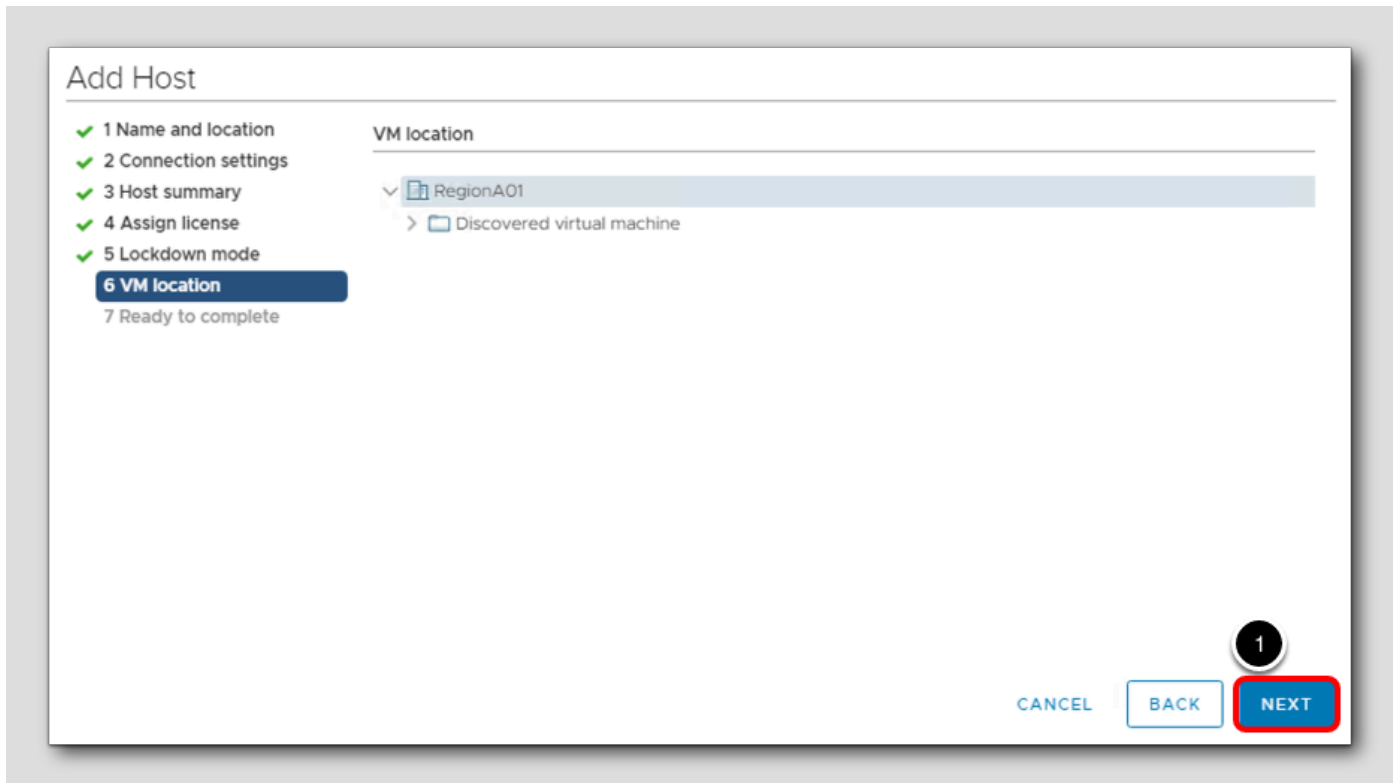 Add Host
1 Name and location
2 Connection settings
3 Host summary
4 Assign license
5 Lockdown mode
6 VM location
7 Ready to complete
VM location
RegionA01
Discovered virtual machine
1
CANCEL BACK NEXT